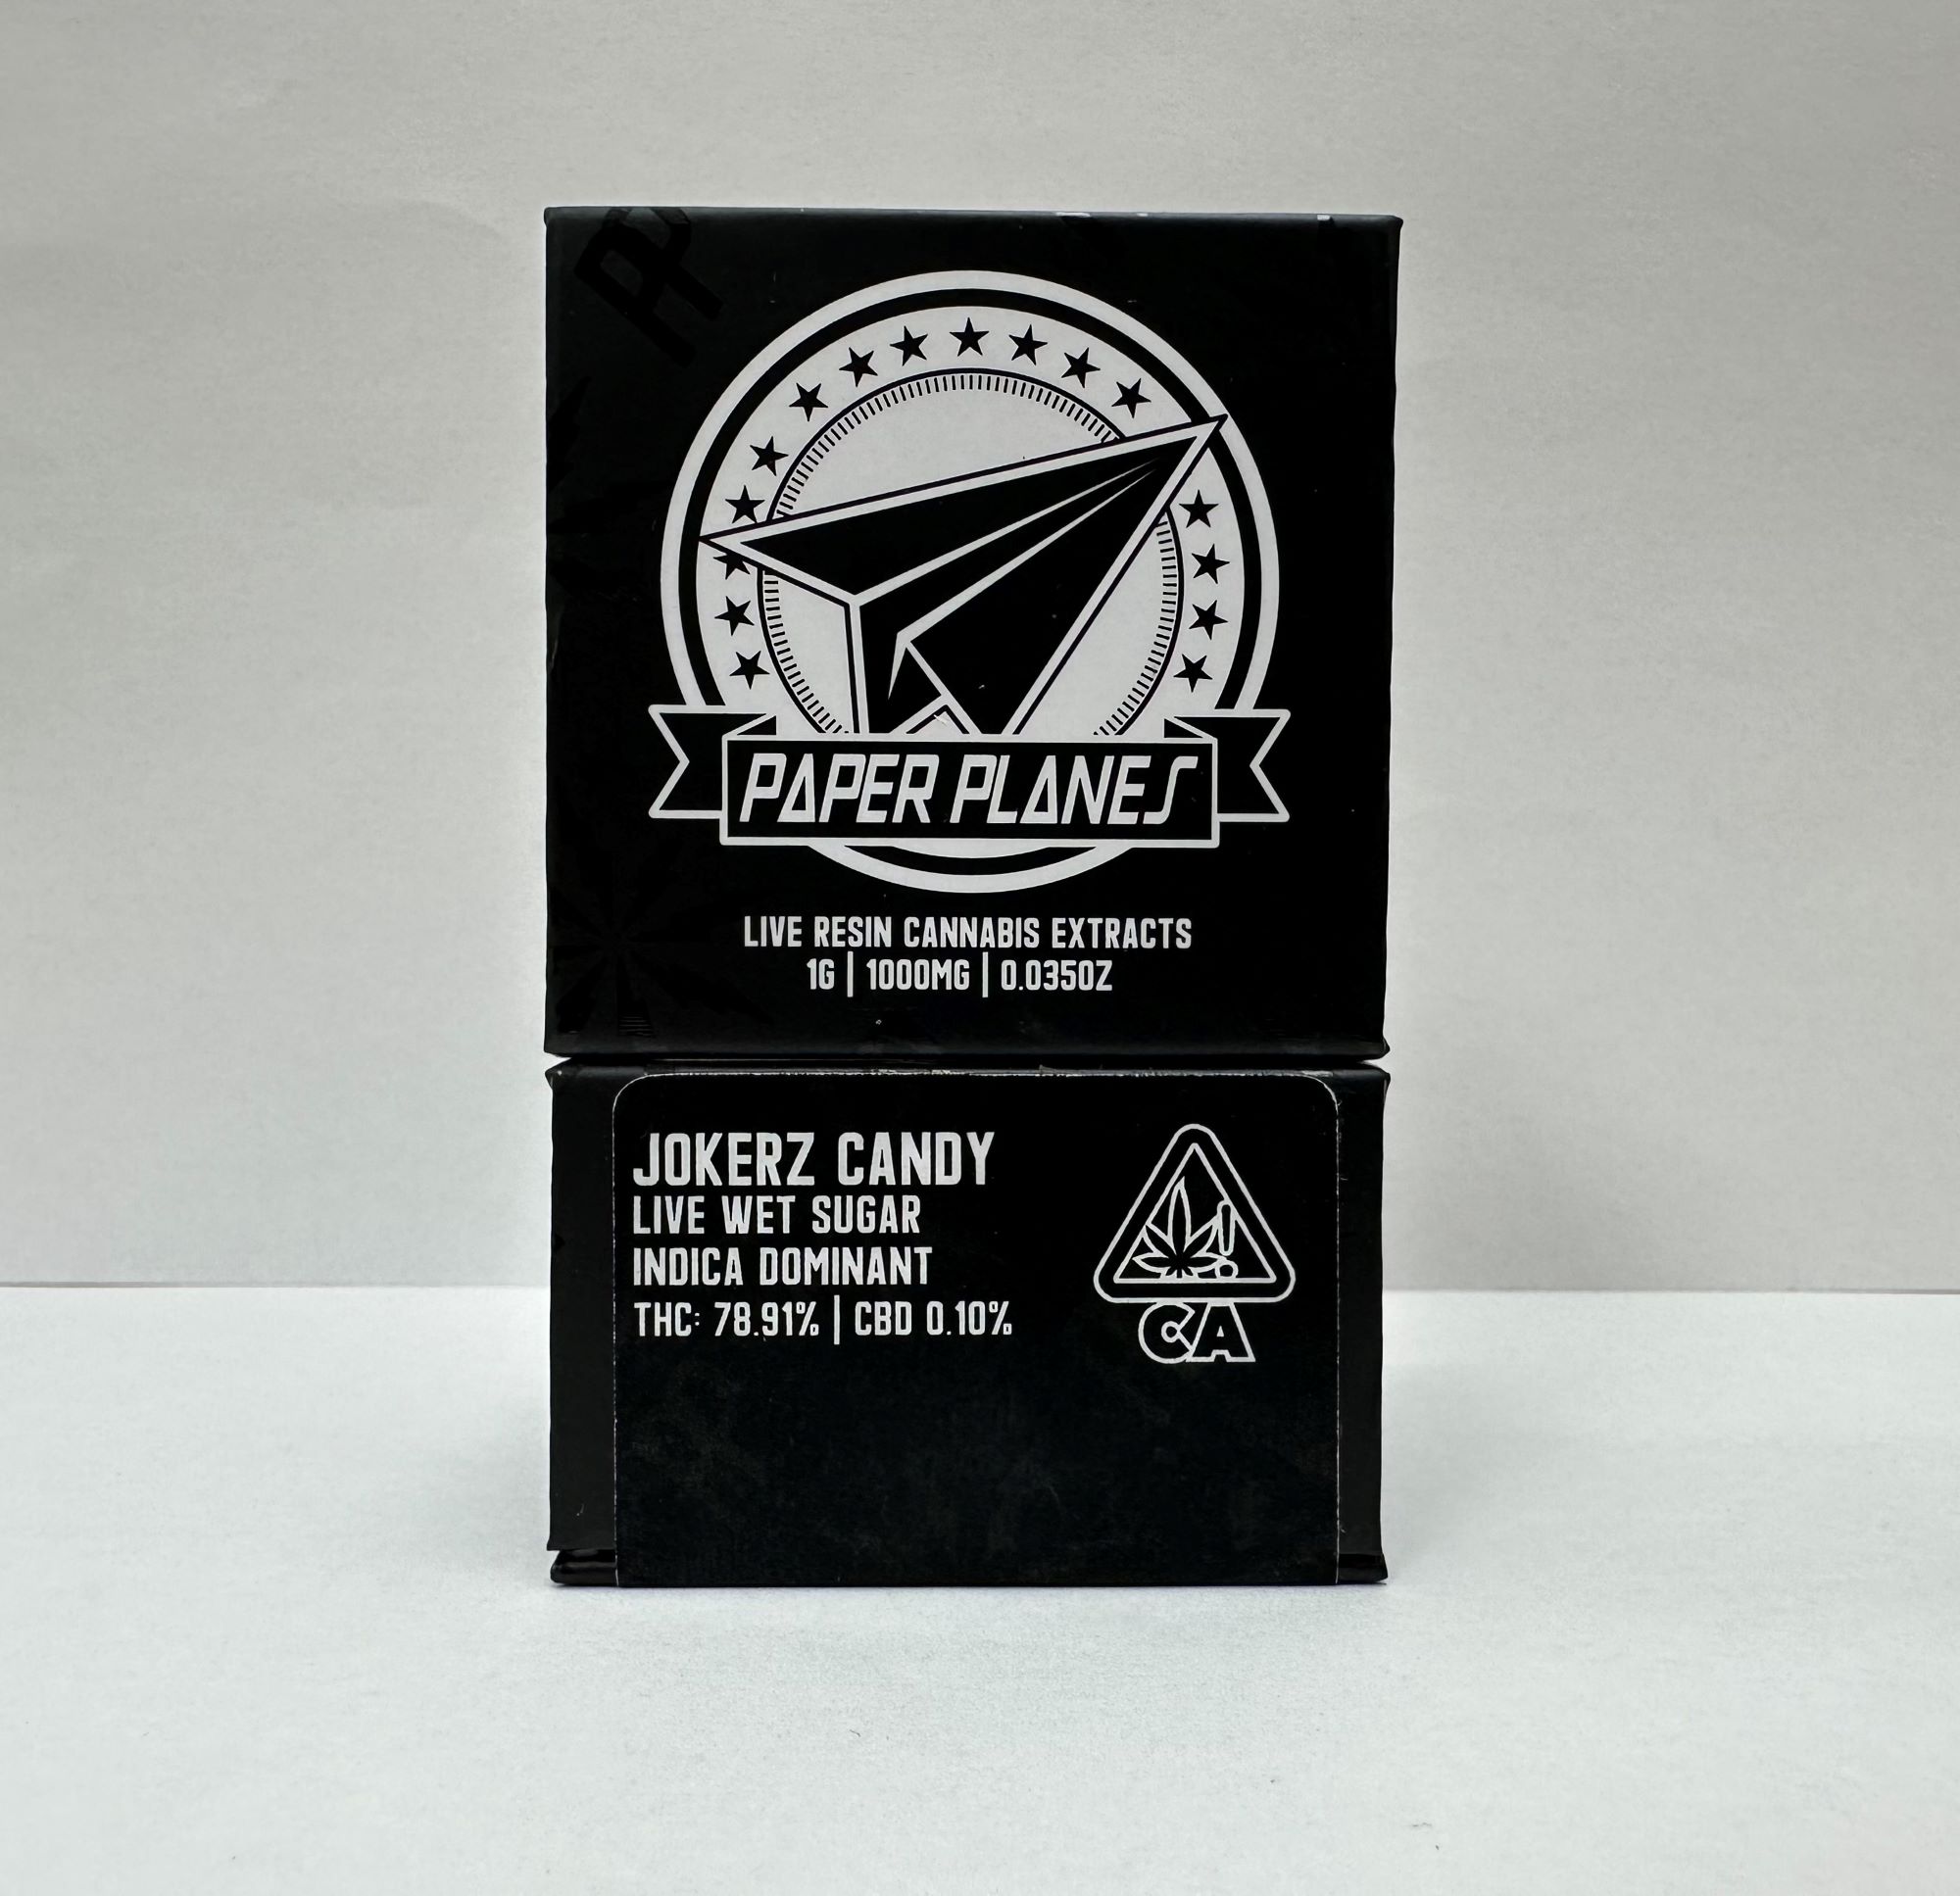 PP
PAPER PLANES
LIVE RESIN CANNABIS EXTRACTS
1G | 1000MG | 0.035OZ
JOKERZ CANDY
LIVE WET SUGAR
INDICA DOMINANT
THC: 78.91% | CBD 0.10%
!
CA